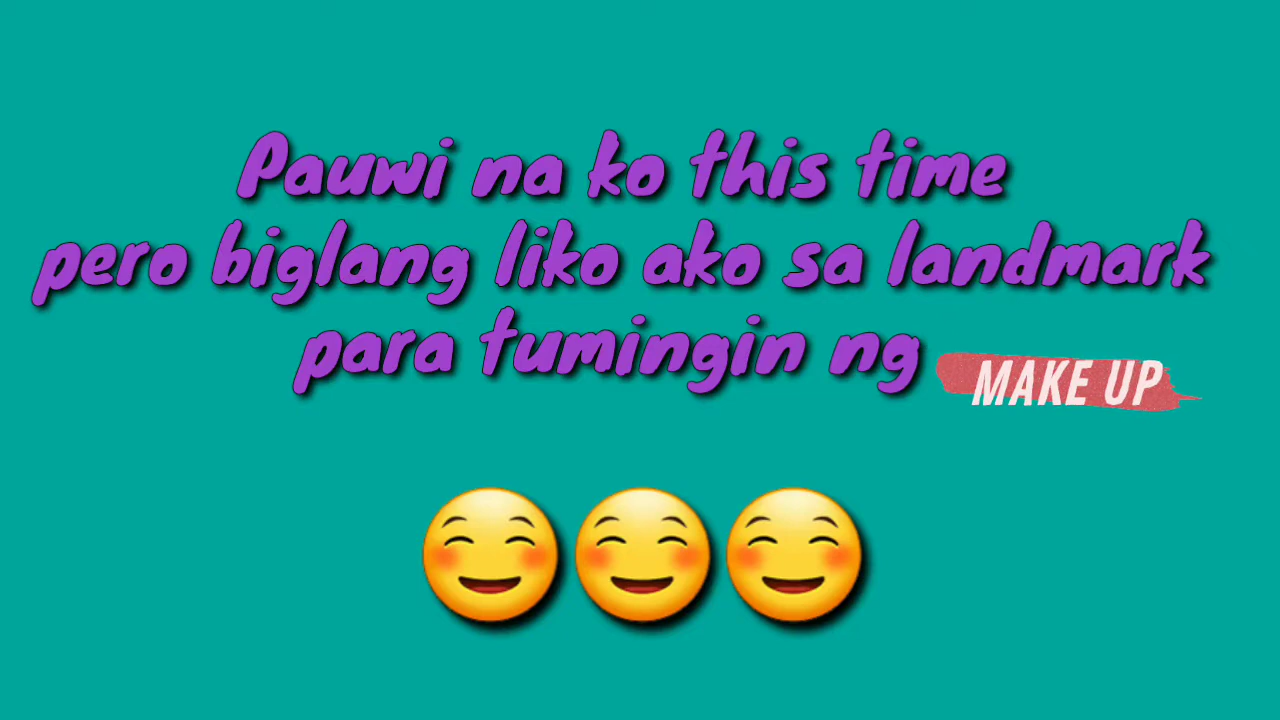 Pauwi na ko this time
pero biglang liko ako sa landmark
para tumingin ng MAKE UP